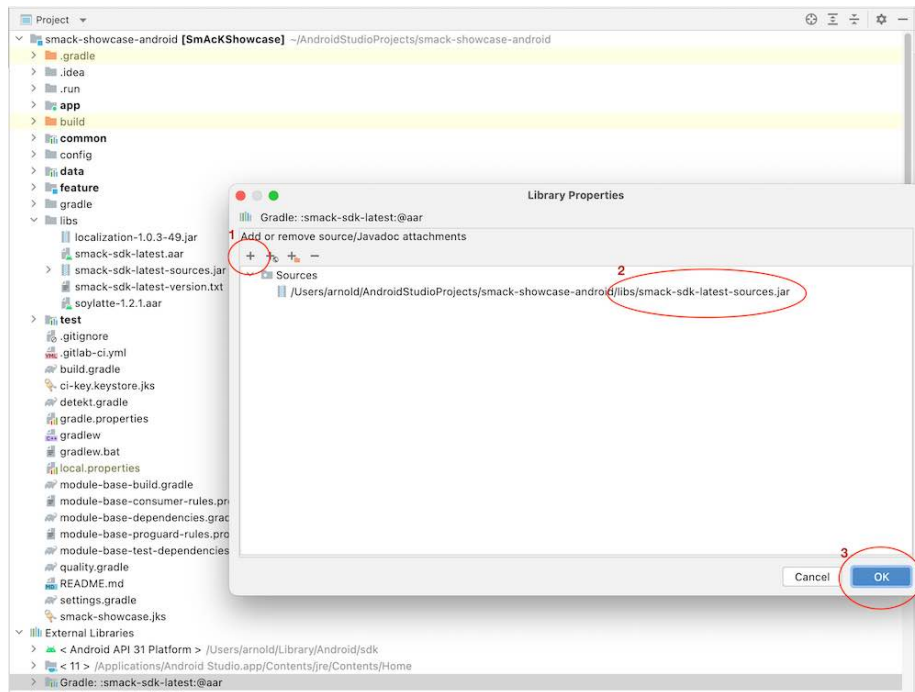 Project
smack-showcase-android [SmAcKShowcase] ~/AndroidStudioProjects/smack-showcase-android
.gradle
.idea
.run
app
build
common
config
data
feature
gradle
libs
localization-1.0.3-49.jar
smack-sdk-latest.aar
smack-sdk-latest-sources.jar
smack-sdk-latest-version.txt
soylatte-1.2.1.aar
test
.gitignore
.gitlab-ci.yml
build.gradle
ci-key.keystore.jks
detekt.gradle
gradle.properties
gradlew
gradlew.bat
local.properties
module-base-build.gradle
module-base-consumer-rules.pr
module-base-dependencies.grad
module-base-proguard-rules.pro
module-base-test-dependencies
quality.gradle
README.md
settings.gradle
smack-showcase.jks
External Libraries
< Android API 31 Platform > /Users/arnold/Library/Android/sdk
< 11 > /Applications/Android Studio.app/Contents/jre/Contents/Home
Gradle: :smack-sdk-latest:@aar
Library Properties
Gradle: :smack-sdk-latest:@aar
1
Add or remove source/Javadoc attachments
Sources
2
/Users/arnold/AndroidStudioProjects/smack-showcase-android/libs/smack-sdk-latest-sources.jar
3
Cancel
OK